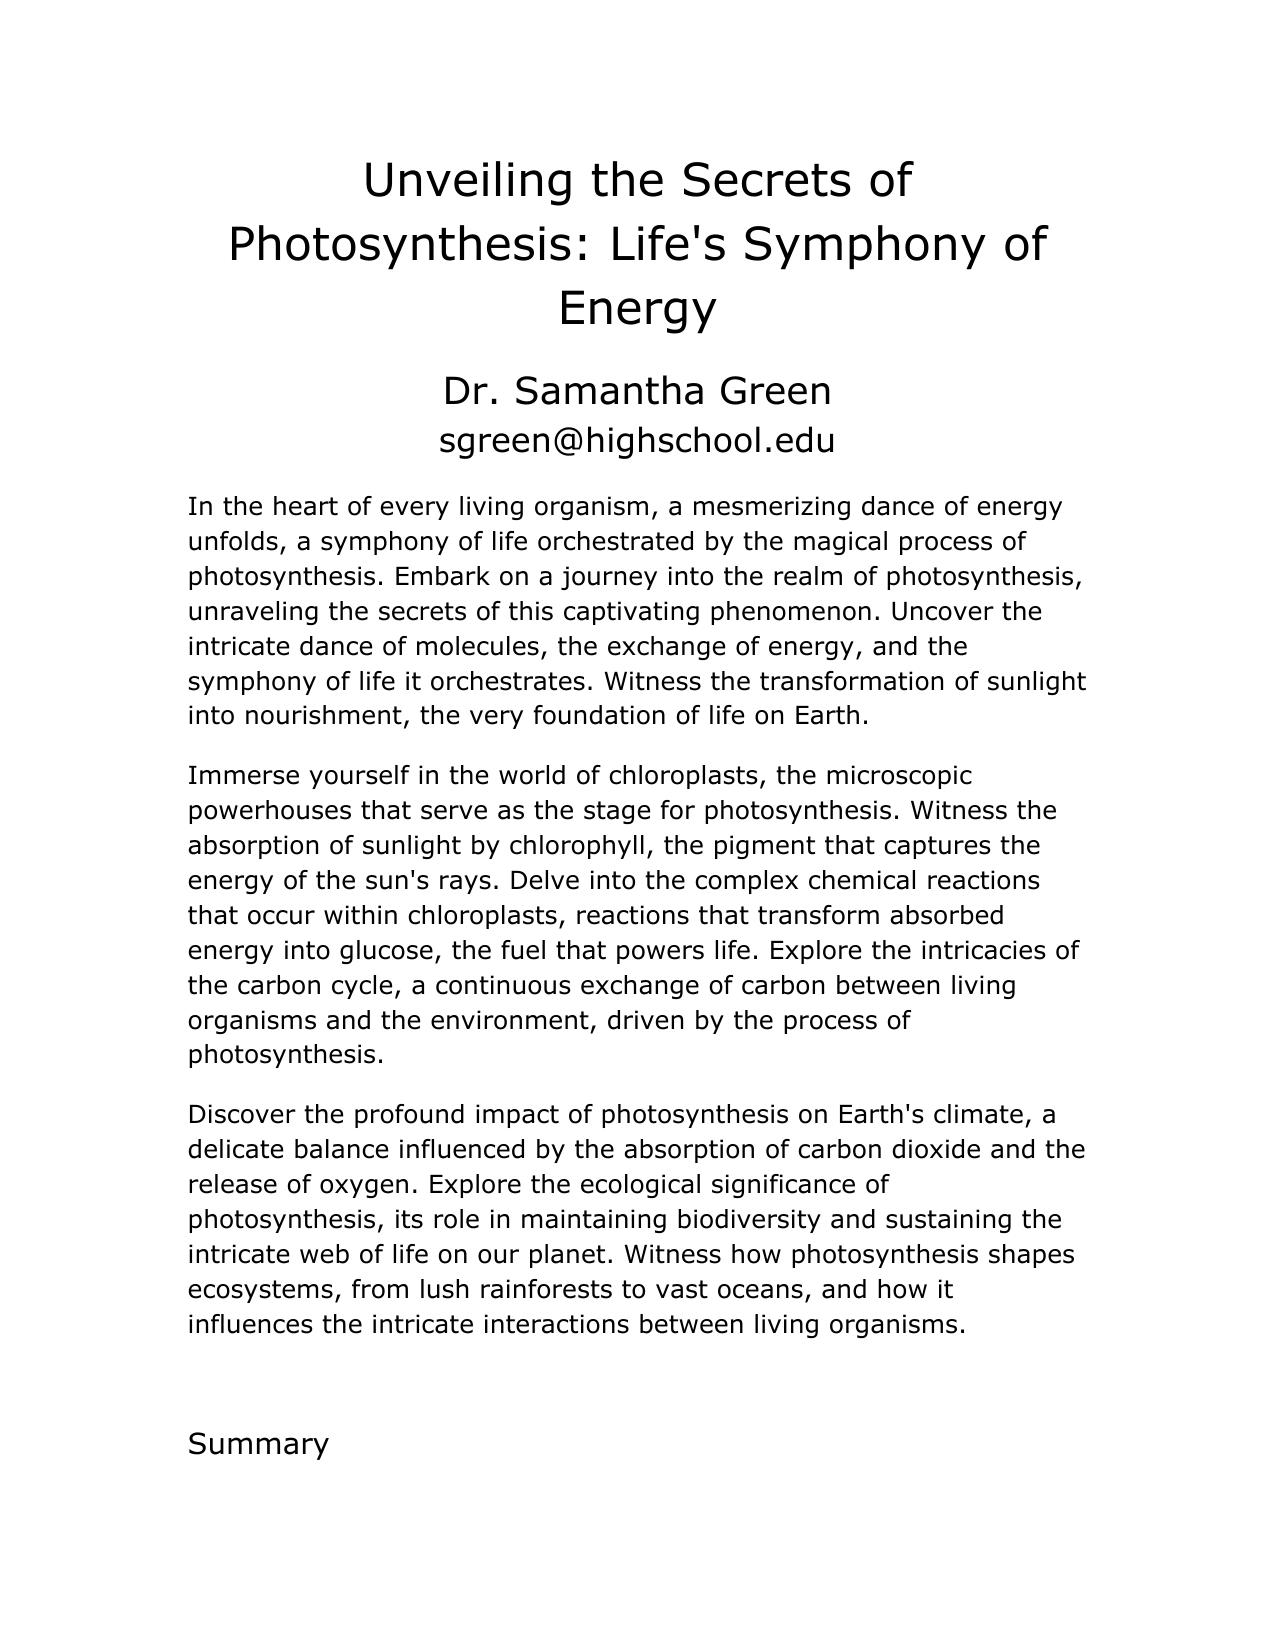 Unveiling the Secrets of
Photosynthesis: Life's Symphony of
Energy
Dr. Samantha Green
sgreen@highschool.edu
In the heart of every living organism, a mesmerizing dance of energy
unfolds, a symphony of life orchestrated by the magical process of
photosynthesis. Embark on a journey into the realm of photosynthesis,
unraveling the secrets of this captivating phenomenon. Uncover the
intricate dance of molecules, the exchange of energy, and the
symphony of life it orchestrates. Witness the transformation of sunlight
into nourishment, the very foundation of life on Earth.
Immerse yourself in the world of chloroplasts, the microscopic
powerhouses that serve as the stage for photosynthesis. Witness the
absorption of sunlight by chlorophyll, the pigment that captures the
energy of the sun's rays. Delve into the complex chemical reactions
that occur within chloroplasts, reactions that transform absorbed
energy into glucose, the fuel that powers life. Explore the intricacies of
the carbon cycle, a continuous exchange of carbon between living
organisms and the environment, driven by the process of
photosynthesis.
Discover the profound impact of photosynthesis on Earth's climate, a
delicate balance influenced by the absorption of carbon dioxide and the
release of oxygen. Explore the ecological significance of
photosynthesis, its role in maintaining biodiversity and sustaining the
intricate web of life on our planet. Witness how photosynthesis shapes
ecosystems, from lush rainforests to vast oceans, and how it
influences the intricate interactions between living organisms.
Summary